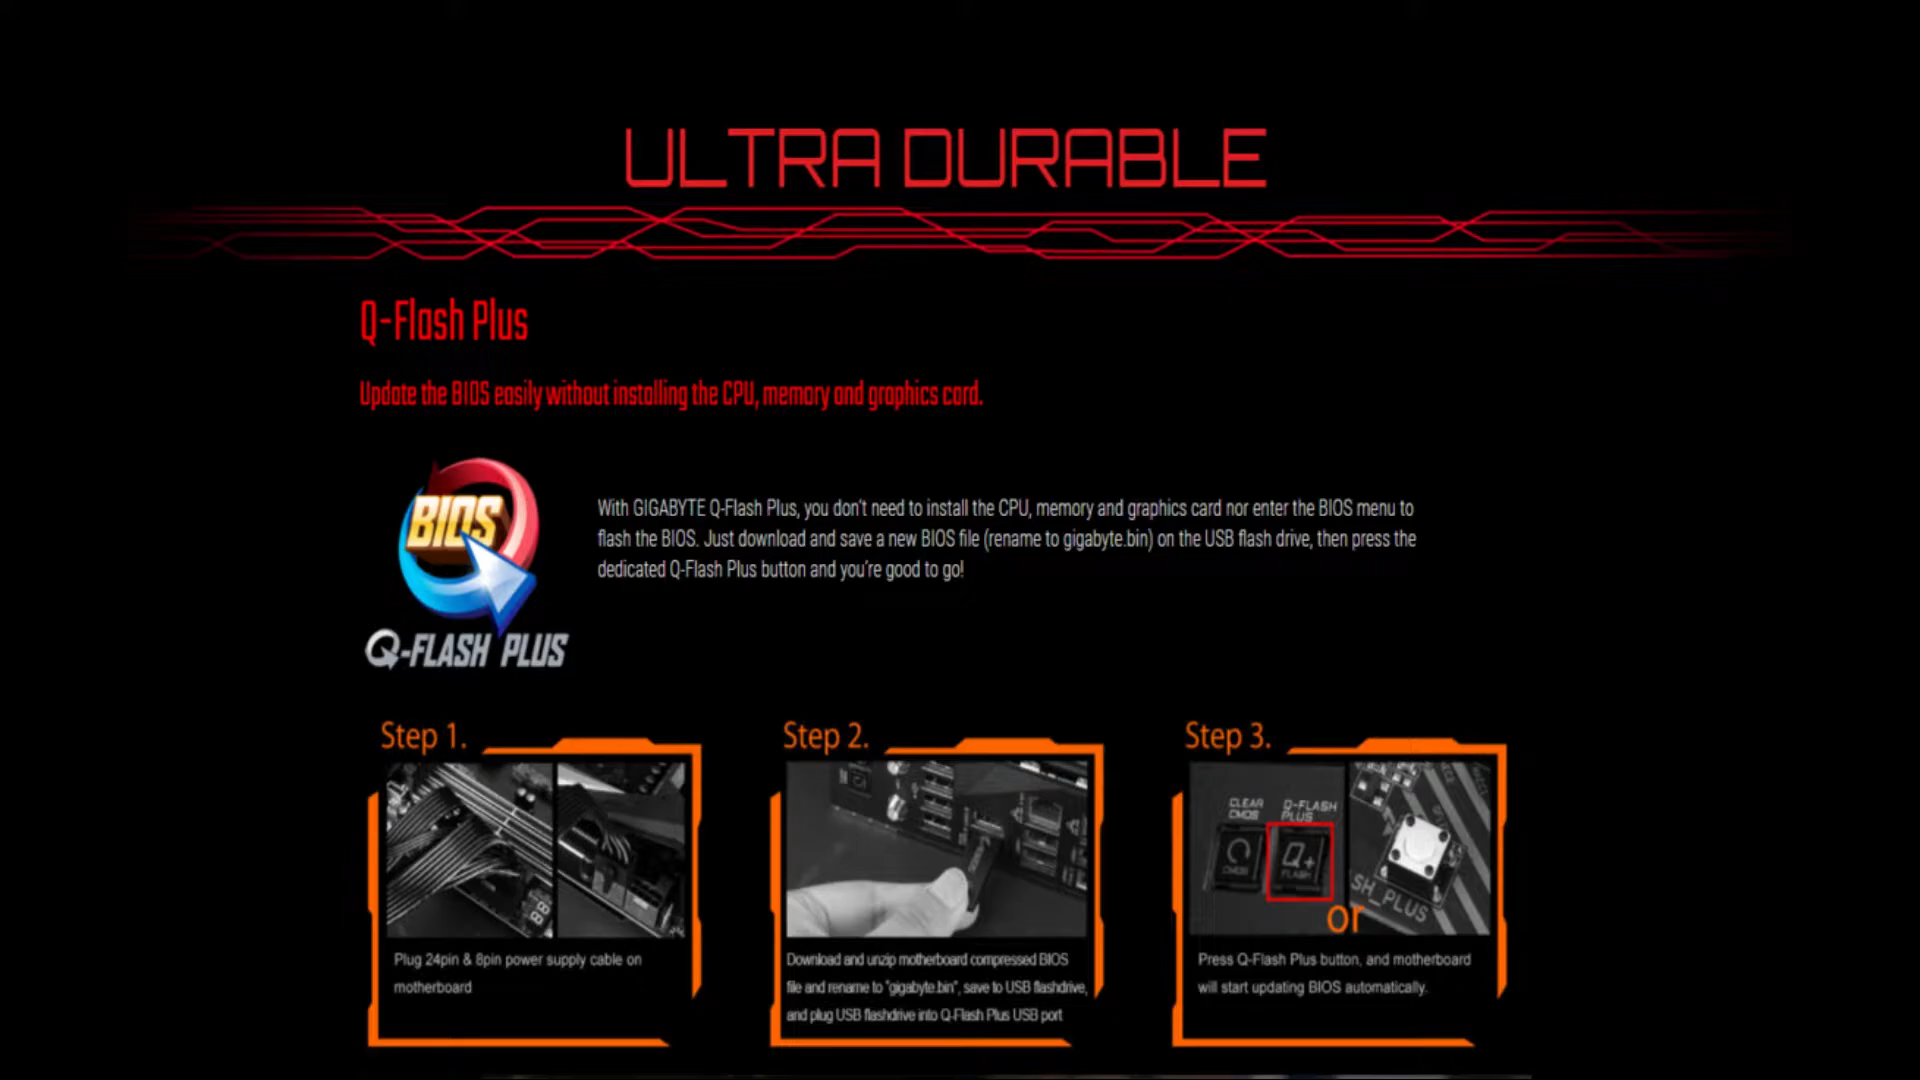 ULTRA DURABLE
Q-Flash Plus
Update the BIOS easily without installing the CPU, memory and graphics card.
BIOS
Q-FLASH PLUS
With GIGABYTE Q-Flash Plus, you don't need to install the CPU, memory and graphics card nor enter the BIOS menu to
flash the BIOS. Just download and save a new BIOS file (rename to gigabyte.bin) on the USB flash drive, then press the
dedicated Q-Flash Plus button and you're good to go!
Step 1.
Plug 24pin & 8pin power supply cable on
motherboard
Step 2.
Download and unzip motherboard compressed BIOS
file and rename to "gigabyte.bin", save to USB flashdrive,
and plug USB flashdrive into Q-Flash Plus USB port
Step 3.
CLEAR
CMOS
Q-FLASH
PLUS
CMOS
Q+
FLASH
or
SH_PLUS
Press Q-Flash Plus button, and motherboard
will start updating BIOS automatically.